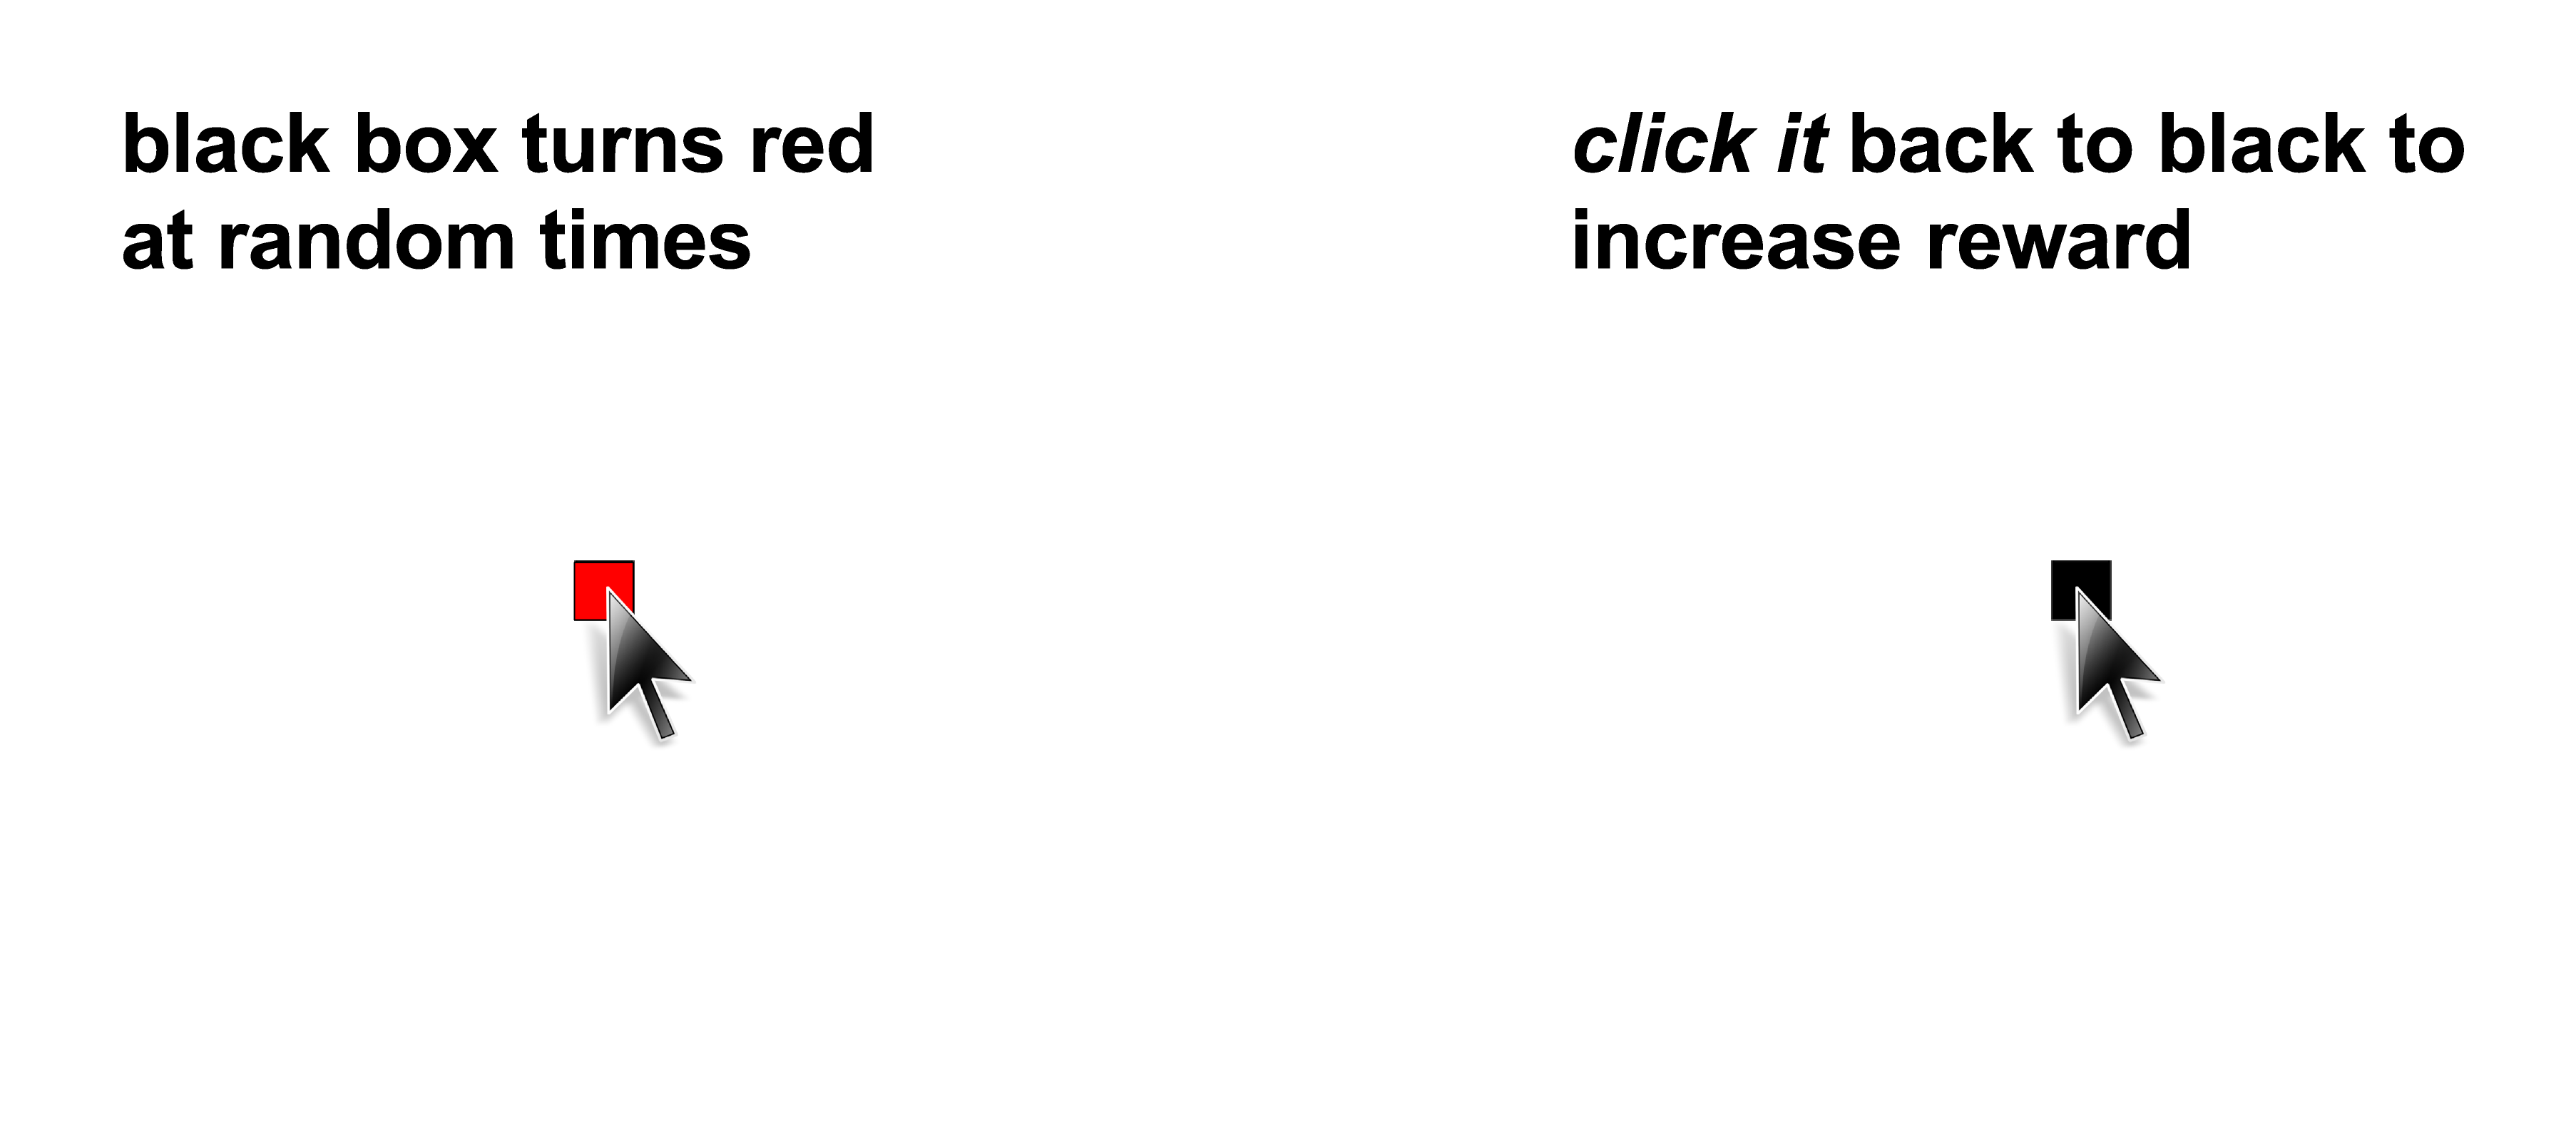 black box turns red
at random times
click it back to black to
increase reward